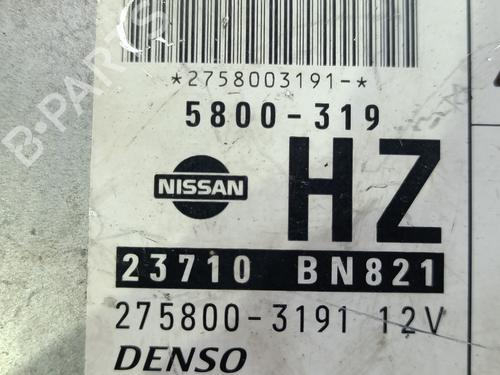 *2758003191-*
5800-319
NISSAN
HZ
23710 BN821
275800-3191 12V
DENSO
B-PARTS